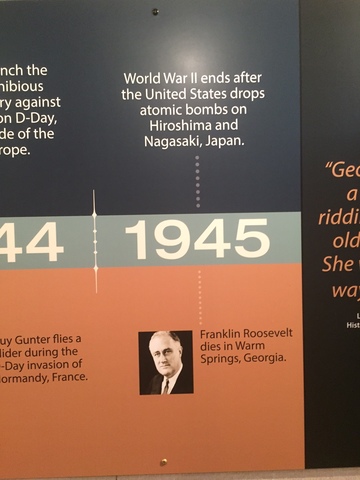 nch the
hibious
ry against
on D-Day,
de of the
rope.
World War II ends after
the United States drops
atomic bombs on
Hiroshima and
Nagasaki, Japan.
44
1945
uy Gunter flies a
lider during the
-Day invasion of
ormandy, France.
Franklin Roosevelt
dies in Warm
Springs, Georgia.
"Geo
a
riddl
old
She
way
L
Hist